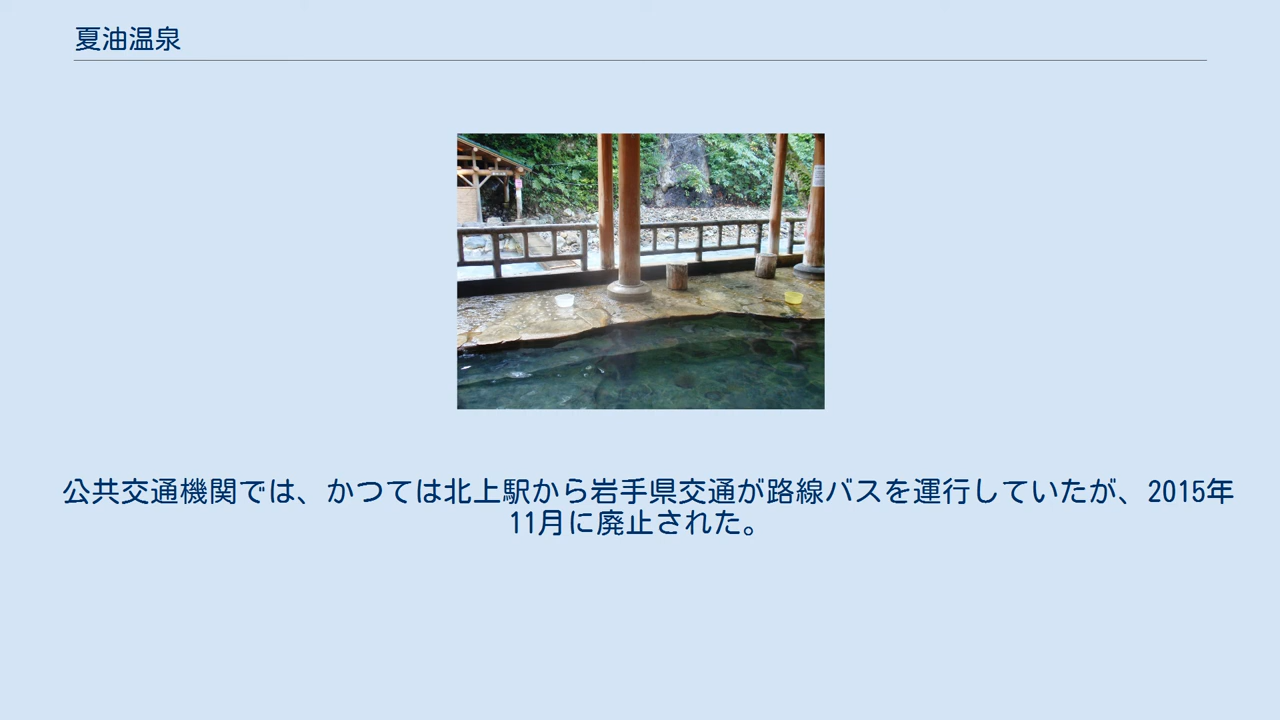 夏油温泉
公共交通機関では、かつては北上駅から岩手県交通が路線バスを運行していたが、2015年
11月に廃止された。